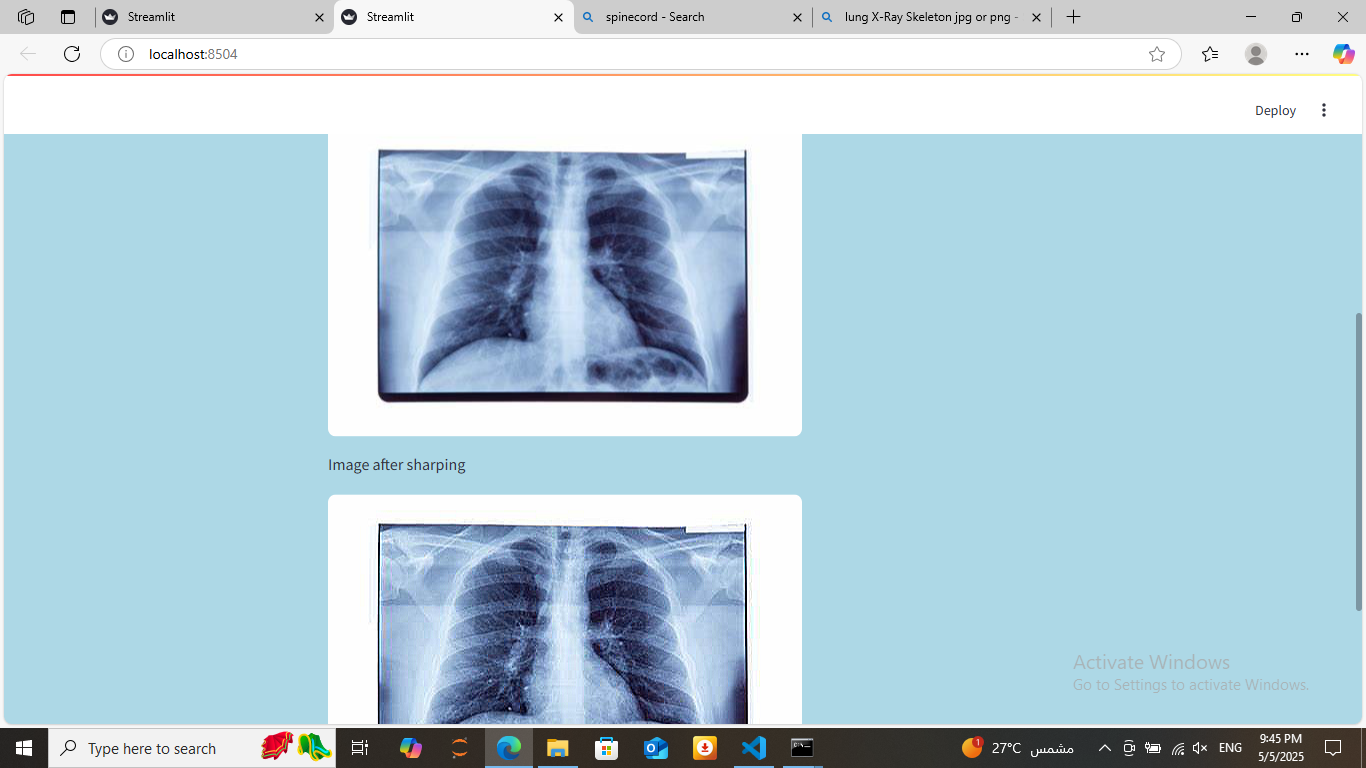 Streamlit
Streamlit
spinecord - Search
lung X-Ray Skeleton jpg or png -
localhost:8504
Deploy
Image after sharping
Activate Windows
Go to Settings to activate Windows.
Type here to search
1
27°C مشمس
ENG
9:45 PM
5/5/2025